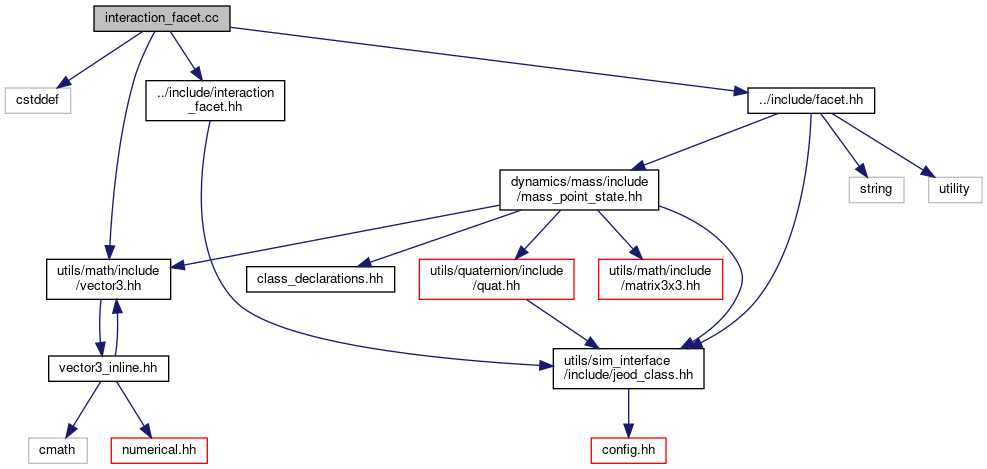 interaction_facet.cc
cstddef
../include/interaction
_facet.hh
../include/facet.hh
dynamics/mass/include
/mass_point_state.hh
string
utility
utils/math/include
/vector3.hh
class_declarations.hh
utils/quaternion/include
/quat.hh
utils/math/include
/matrix3x3.hh
vector3_inline.hh
utils/sim_interface
/include/jeod_class.hh
cmath
numerical.hh
config.hh